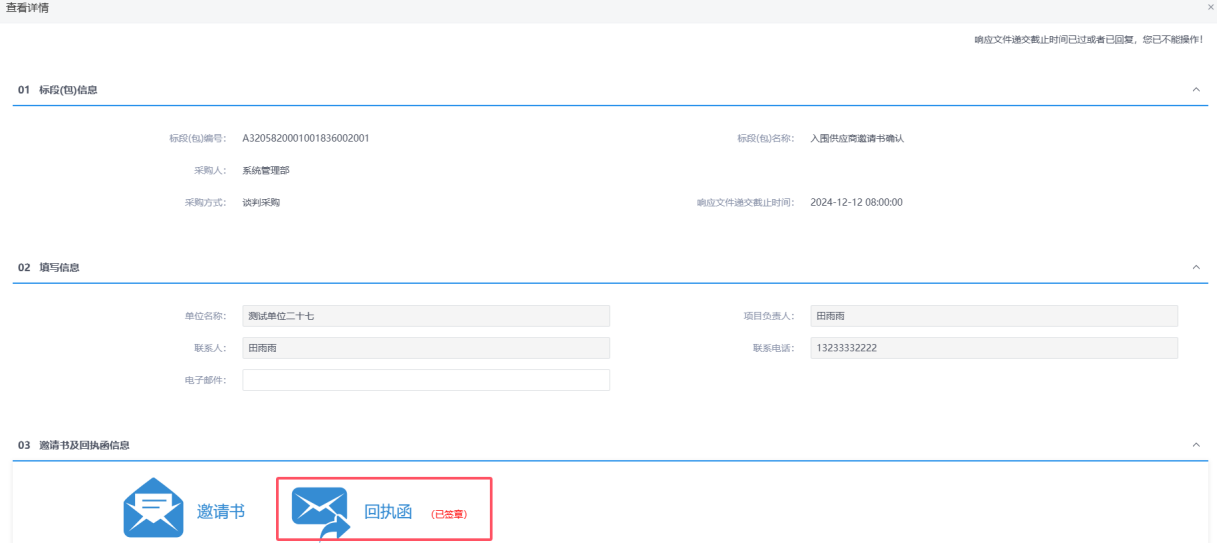 查看详情 ×
响应文件递交截止时间已过或者已回复，您已不能操作！
01 标段(包)信息
标段(包)编号： A3205820001001836002001 标段(包)名称： 入围供应商邀请书确认
采购人： 系统管理部
采购方式： 谈判采购 响应文件递交截止时间： 2024-12-12 08:00:00
02 填写信息
单位名称： 测试单位二十七 项目负责人： 田雨雨
联系人： 田雨雨 联系电话： 13233332222
电子邮件：
03 邀请书及回执函信息
邀请书 回执函 (已签章)